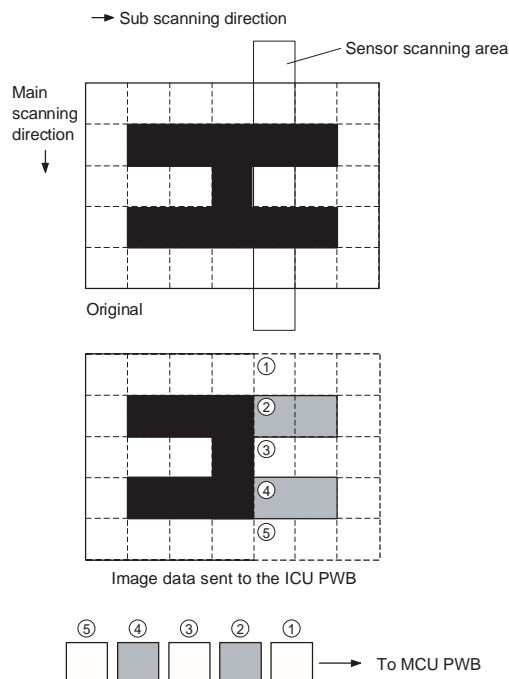 Sub scanning direction
Sensor scanning area
Main
scanning
direction
Original
①
②
③
④
⑤
Image data sent to the ICU PWB
⑤ ④ ③ ② ①
To MCU PWB